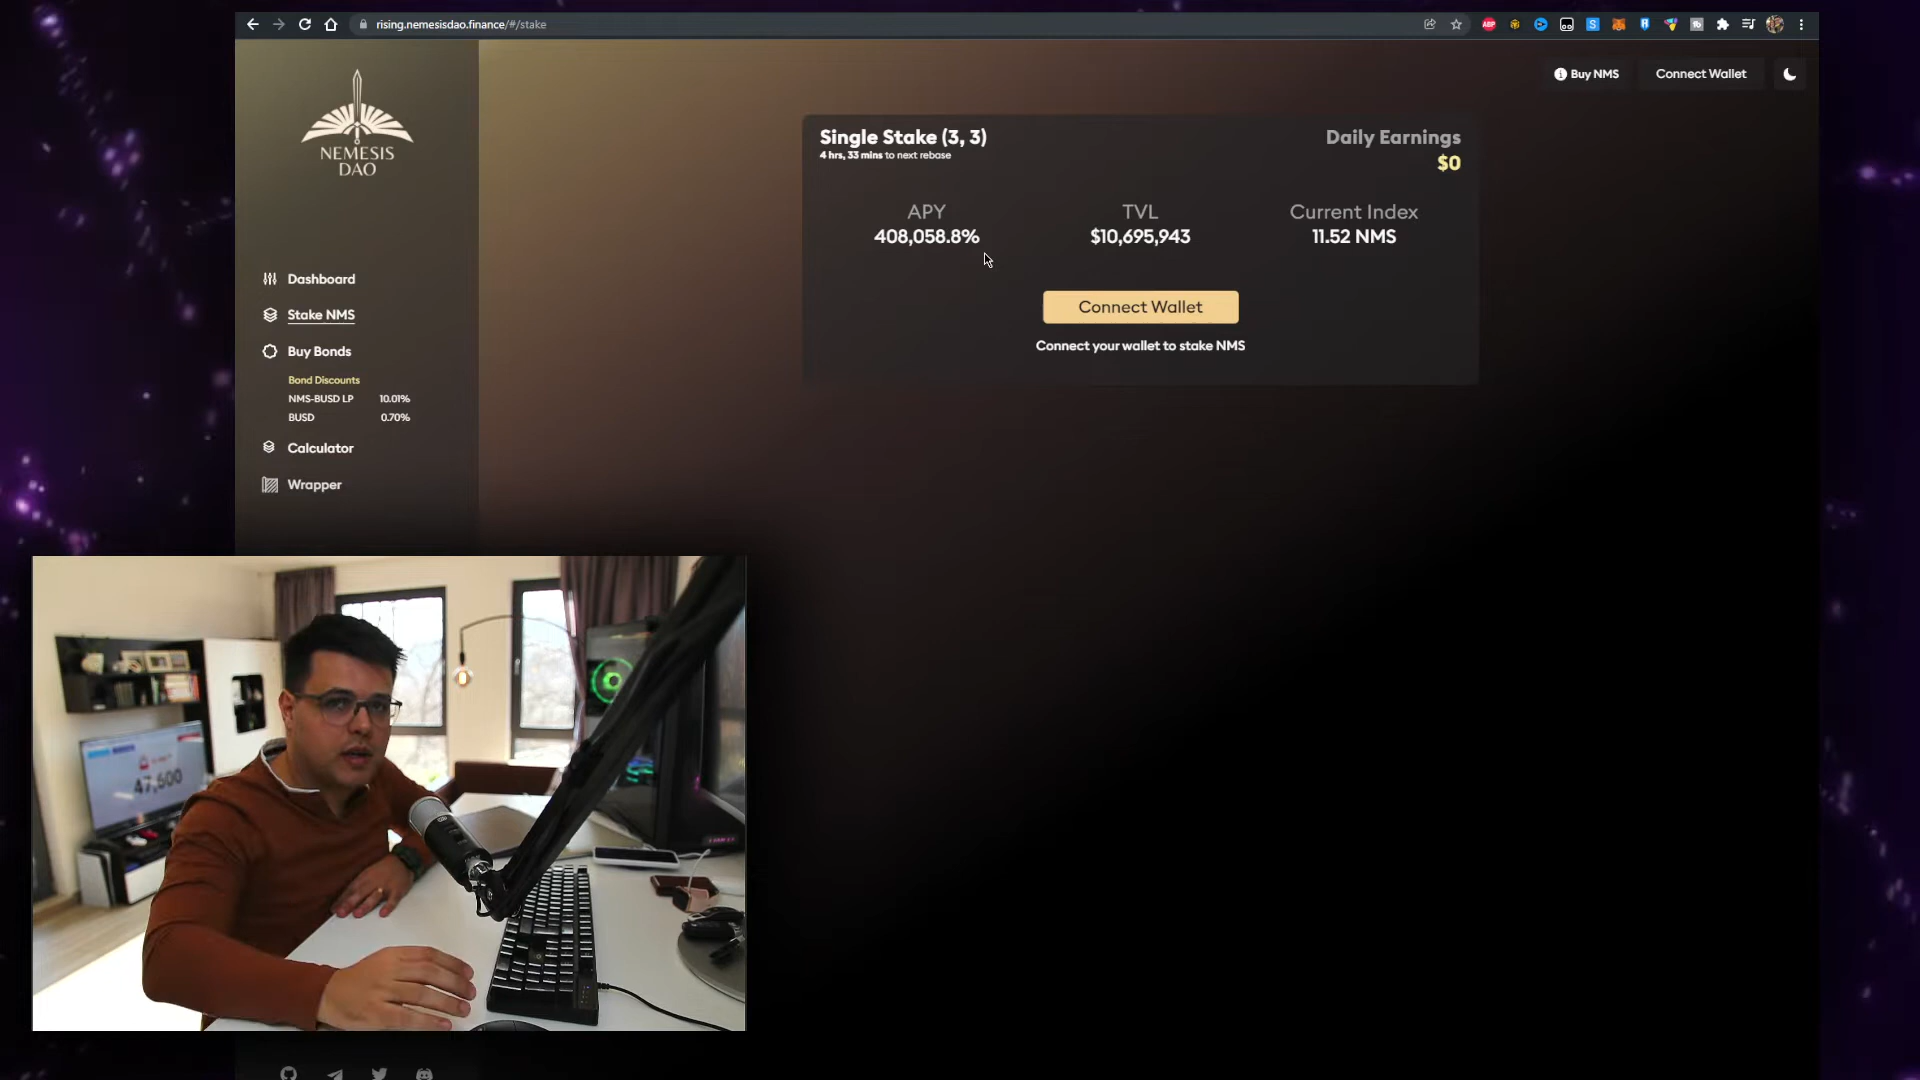 rising.nemesisdao.finance/#/stake
ABP
Buy NMS
Connect Wallet
NEMESIS
DAO
Single Stake (3, 3)
4 hrs, 33 mins to next rebase
Daily Earnings
$0
APY
408,058.8%
TVL
$10,695,943
Current Index
11.52 NMS
Connect Wallet
Connect your wallet to stake NMS
Dashboard
Stake NMS
Buy Bonds
Bond Discounts
NMS-BUSD LP 10.01%
BUSD 0.70%
Calculator
Wrapper
47,600